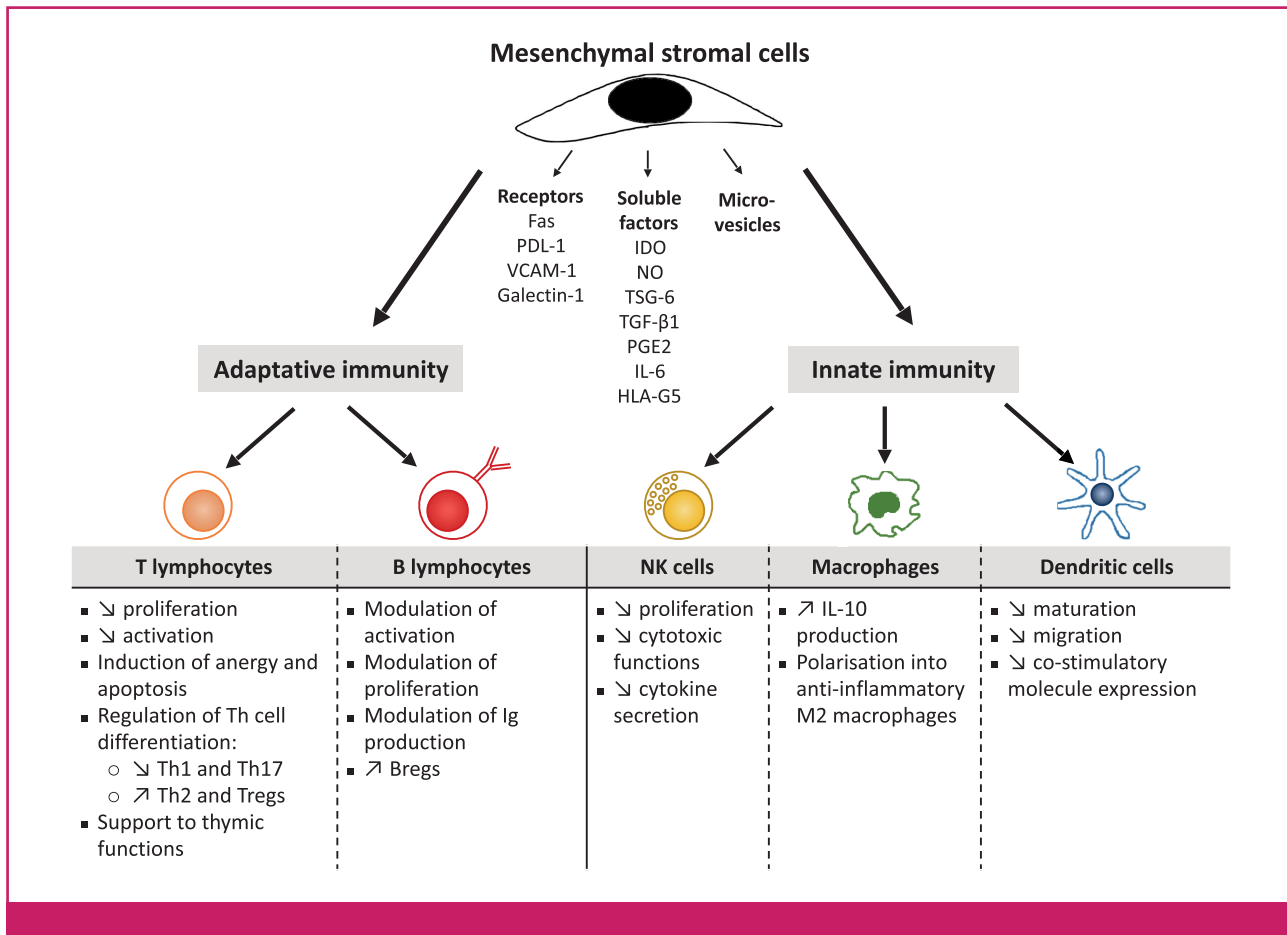 Mesenchymal stromal cells
Receptors
Fas
PDL-1
VCAM-1
Galectin-1
Soluble
factors
IDO
NO
TSG-6
TGF-β1
PGE2
IL-6
HLA-G5
Micro-
vesicles
Adaptative immunity
Innate immunity
T lymphocytes
▪ ↘ proliferation
▪ ↘ activation
▪ Induction of anergy and
apoptosis
▪ Regulation of Th cell
differentiation:
○ ↘ Th1 and Th17
○ ↗ Th2 and Tregs
▪ Support to thymic
functions
B lymphocytes
▪ Modulation of
activation
▪ Modulation of
proliferation
▪ Modulation of Ig
production
▪ ↗ Bregs
NK cells
▪ ↘ proliferation
▪ ↘ cytotoxic
functions
▪ ↘ cytokine
secretion
Macrophages
▪ ↗ IL-10
production
▪ Polarisation into
anti-inflammatory
M2 macrophages
Dendritic cells
▪ ↘ maturation
▪ ↘ migration
▪ ↘ co-stimulatory
molecule expression